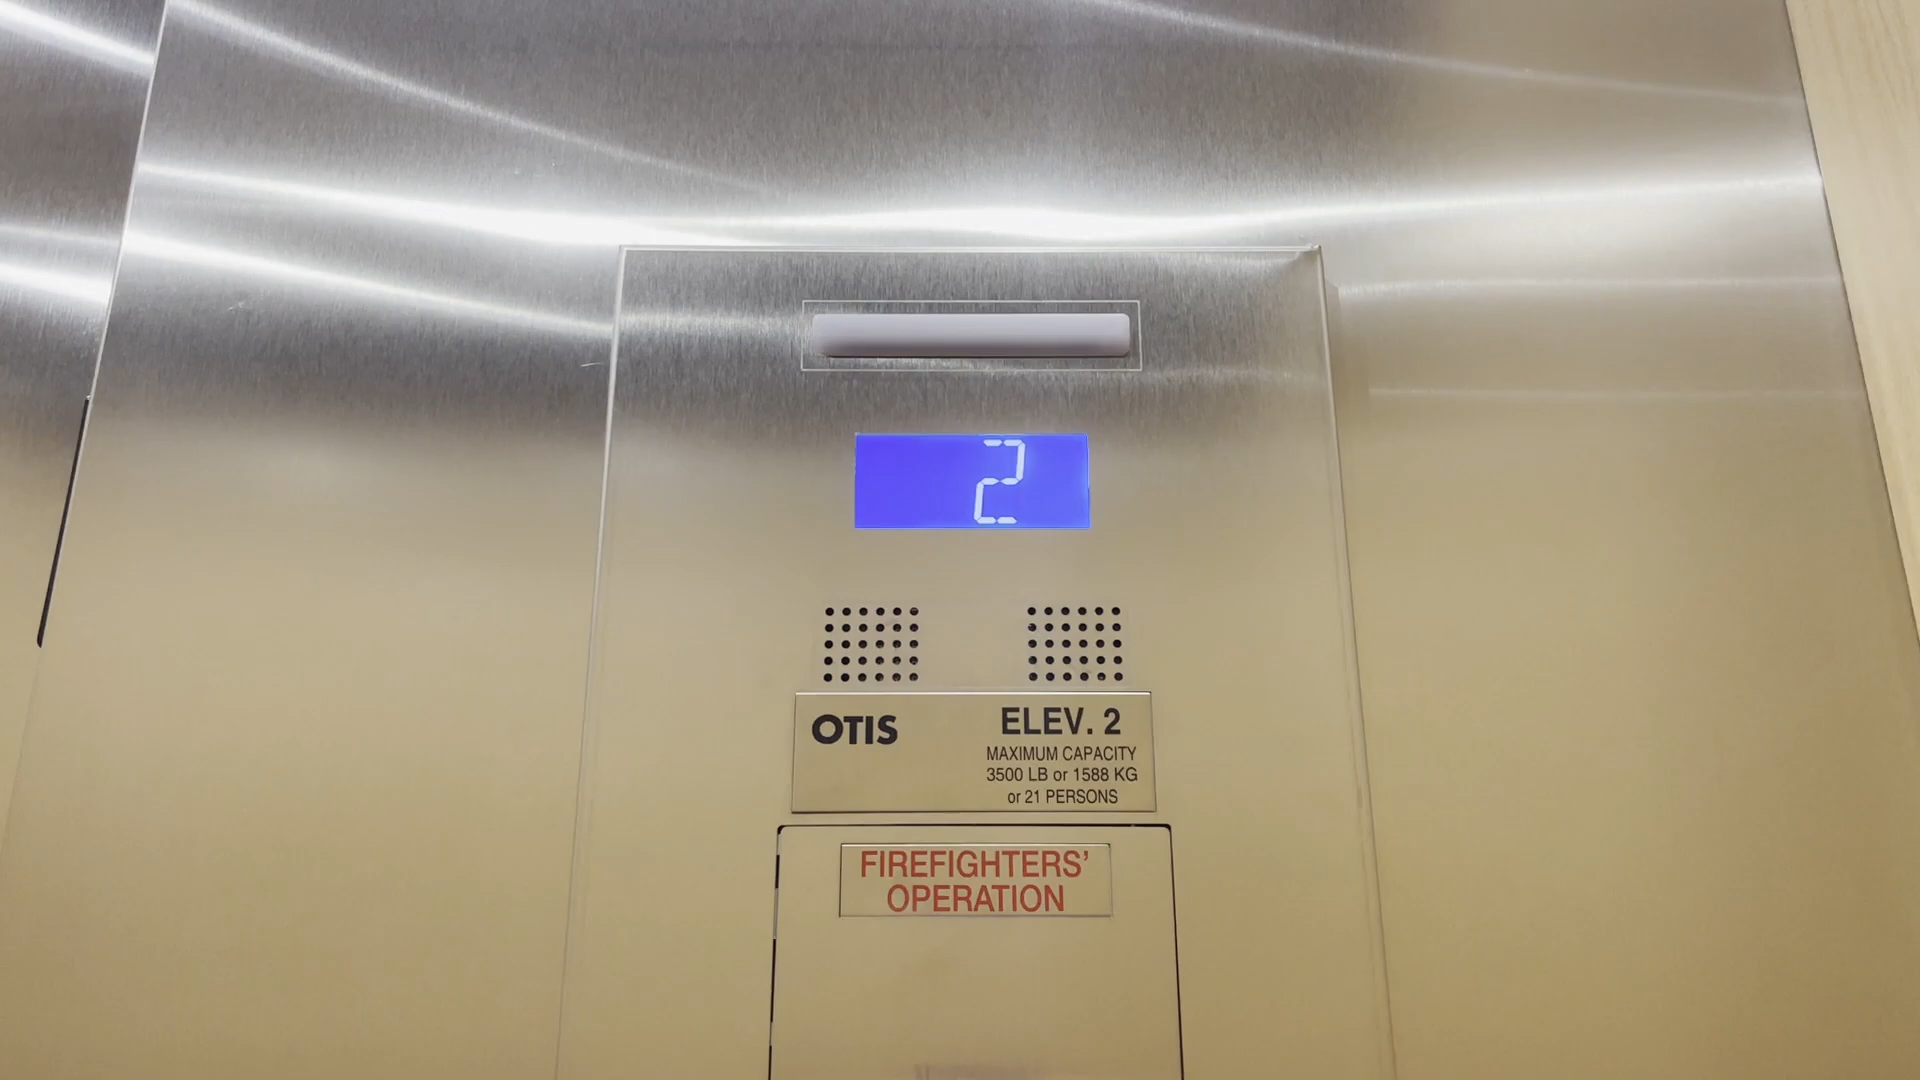 2
OTIS
ELEV. 2
MAXIMUM CAPACITY
3500 LB or 1588 KG
or 21 PERSONS
FIREFIGHTERS’
OPERATION